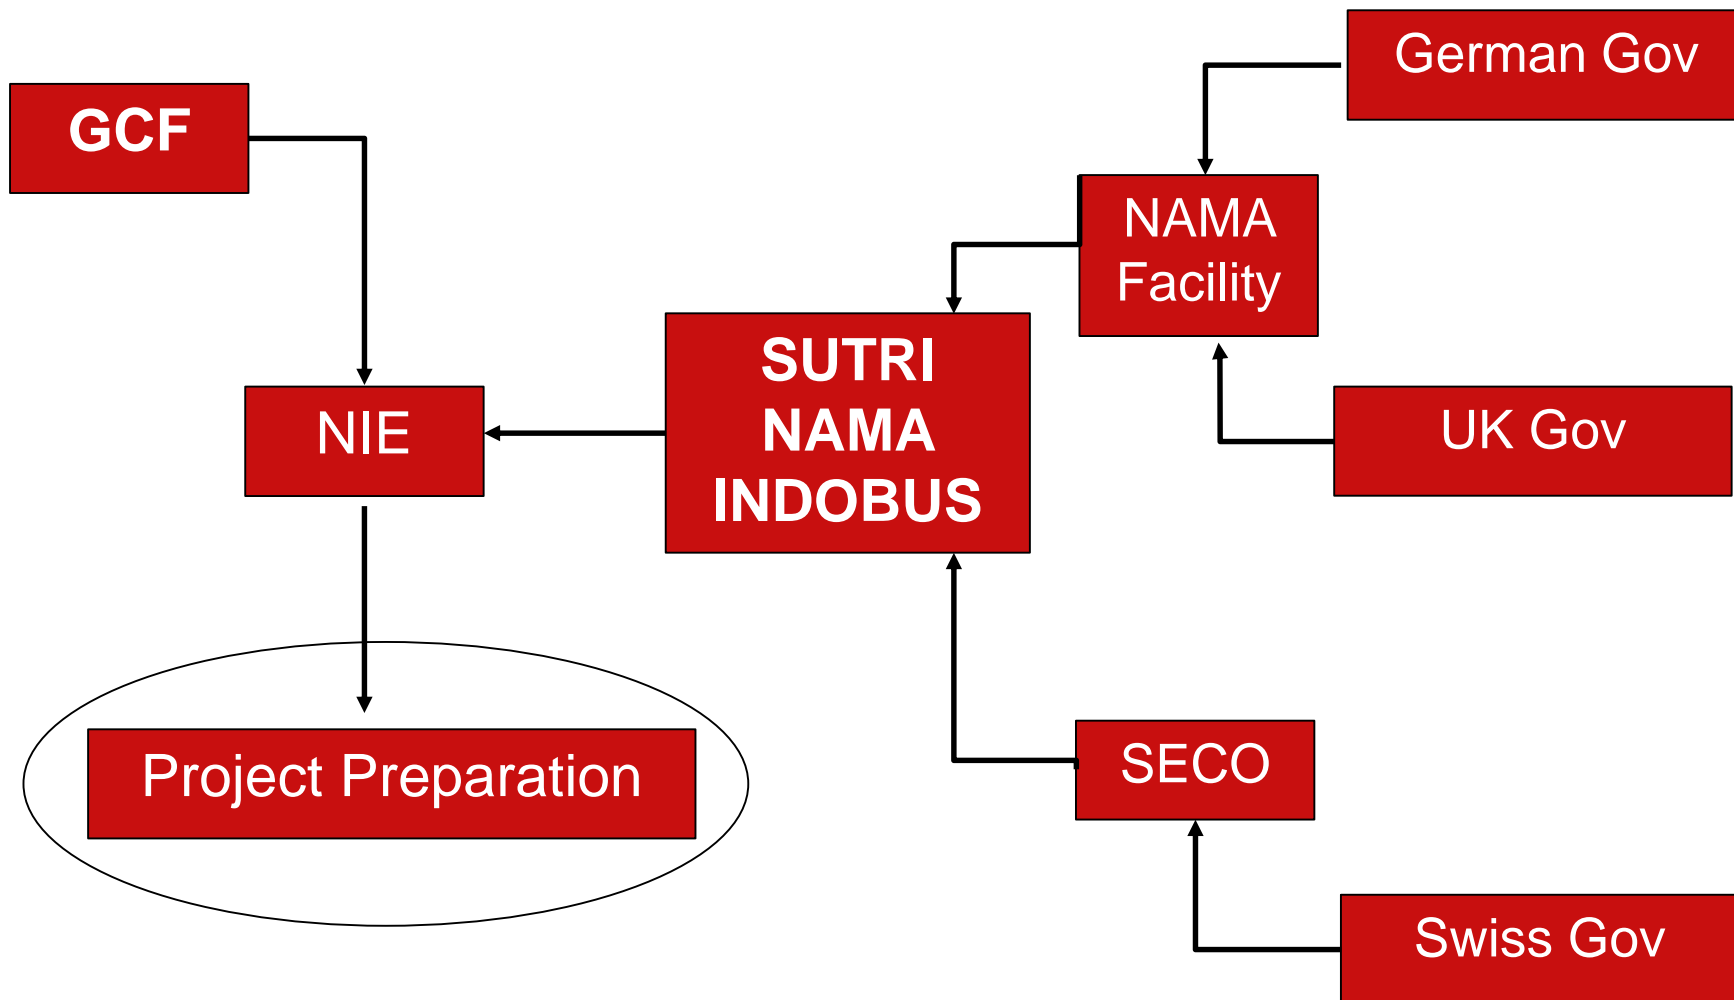 German Gov
GCF
NAMA
Facility
SUTRI
NAMA
INDOBUS
NIE
UK Gov
Project Preparation
SECO
Swiss Gov